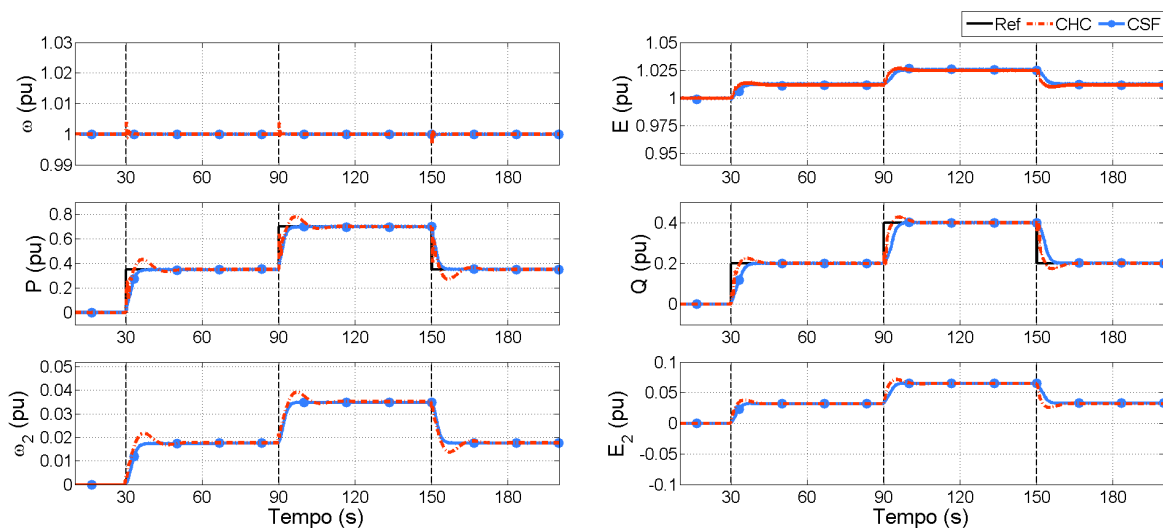 Ref CHC CSF
ω (pu)
1.03
1.02
1.01
1
0.99
30 60 90 120 150 180
E (pu)
1.05
1.025
1
0.975
0.95
30 60 90 120 150 180
P (pu)
0.8
0.6
0.4
0.2
0
30 60 90 120 150 180
Q (pu)
0.4
0.2
0
30 60 90 120 150 180
ω₂ (pu)
0.05
0.04
0.03
0.02
0.01
0
30 60 90 120 150 180
Tempo (s)
E₂ (pu)
0.1
0.05
0
-0.05
-0.1
30 60 90 120 150 180
Tempo (s)